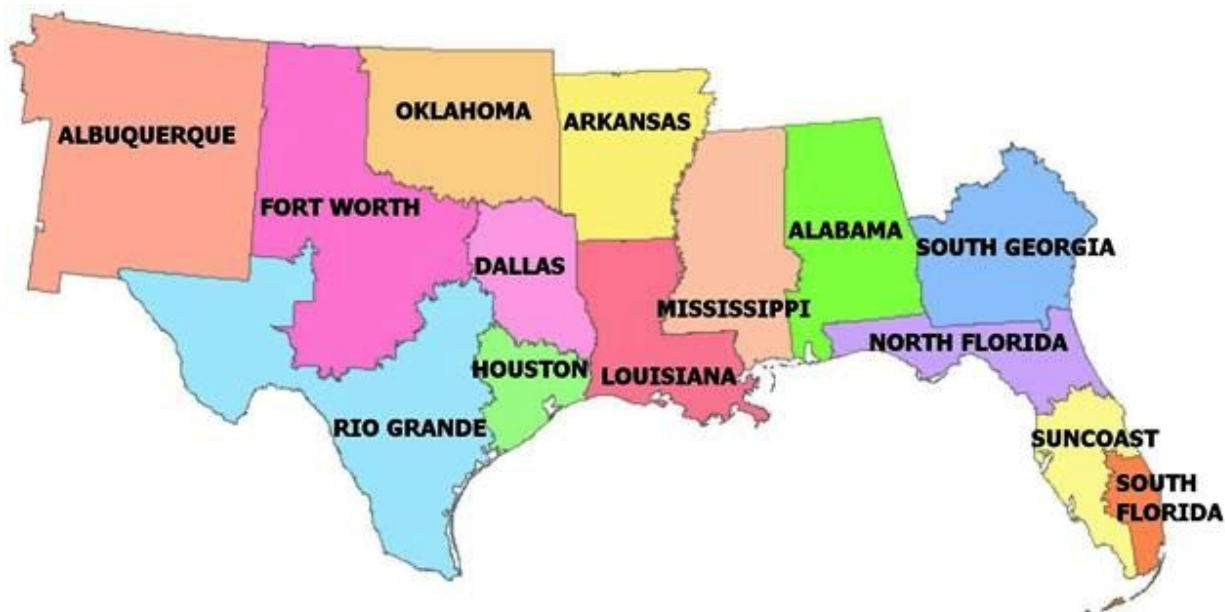 ALBUQUERQUE
OKLAHOMA
ARKANSAS
FORT WORTH
DALLAS
ALABAMA
SOUTH GEORGIA
MISSISSIPPI
NORTH FLORIDA
HOUSTON
LOUISIANA
RIO GRANDE
SUNCOAST
SOUTH
FLORIDA